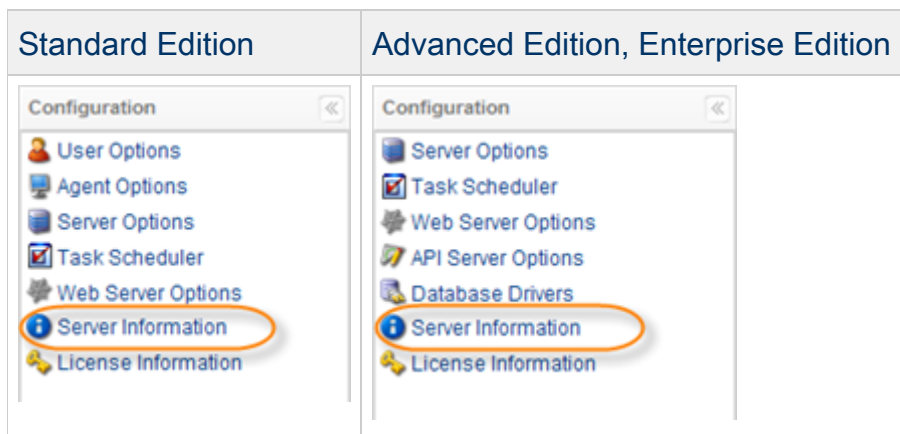 Standard Edition
Advanced Edition, Enterprise Edition
Configuration
User Options
Agent Options
Server Options
Task Scheduler
Web Server Options
Server Information
License Information
Configuration
Server Options
Task Scheduler
Web Server Options
API Server Options
Database Drivers
Server Information
License Information